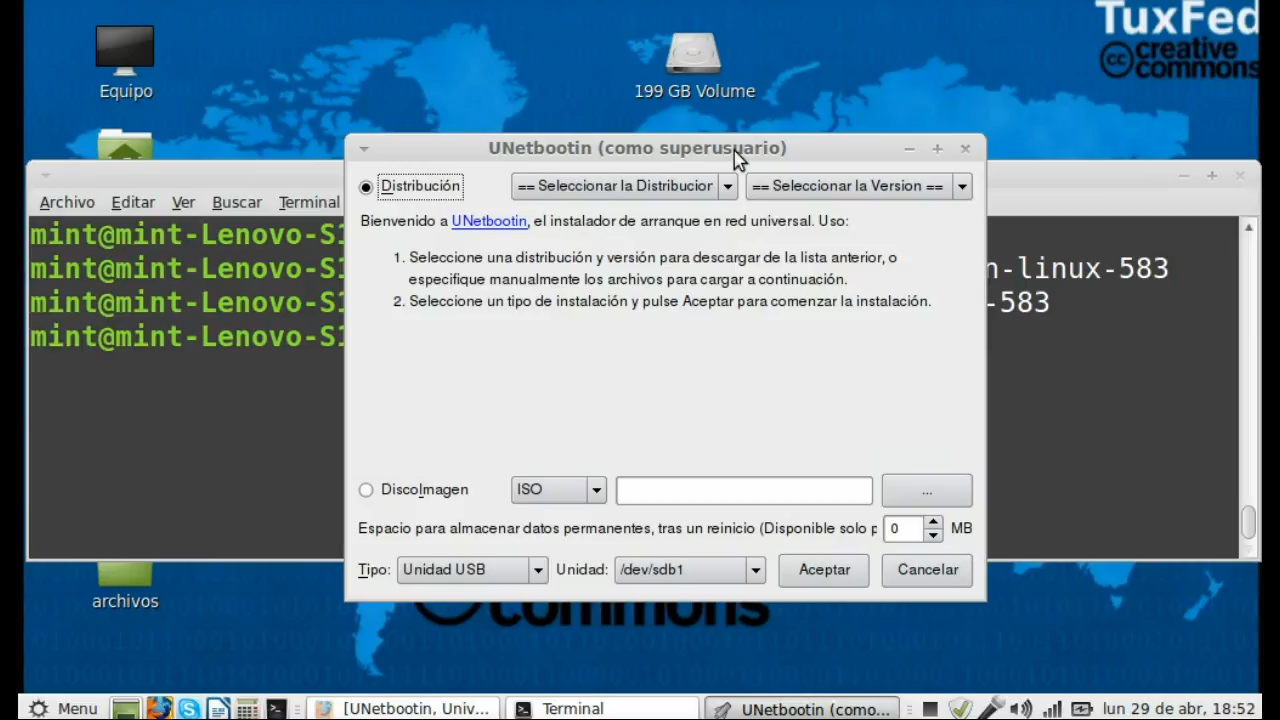 TuxFed
creative
commons
Equipo
199 GB Volume
UNetbootin (como superusuario)
Archivo Editar Ver Buscar Terminal
Distribución
== Seleccionar la Distribucior
== Seleccionar la Version ==
Bienvenido a UNetbootin, el instalador de arranque en red universal. Uso:
1. Seleccione una distribución y versión para descargar de la lista anterior, o
especifique manualmente los archivos para cargar a continuación.
2. Seleccione un tipo de instalación y pulse Aceptar para comenzar la instalación.
mint@mint-Lenovo-S1
mint@mint-Lenovo-S1 n-linux-583
mint@mint-Lenovo-S1 -583
mint@mint-Lenovo-S1
DiscoImagen ISO ...
Espacio para almacenar datos permanentes, tras un reinicio (Disponible solo p 0 MB
Tipo: Unidad USB Unidad: /dev/sdb1 Aceptar Cancelar
archivos
commons
Menu [UNetbootin, Univ... Terminal UNetbootin (como... lun 29 de abr, 18:52